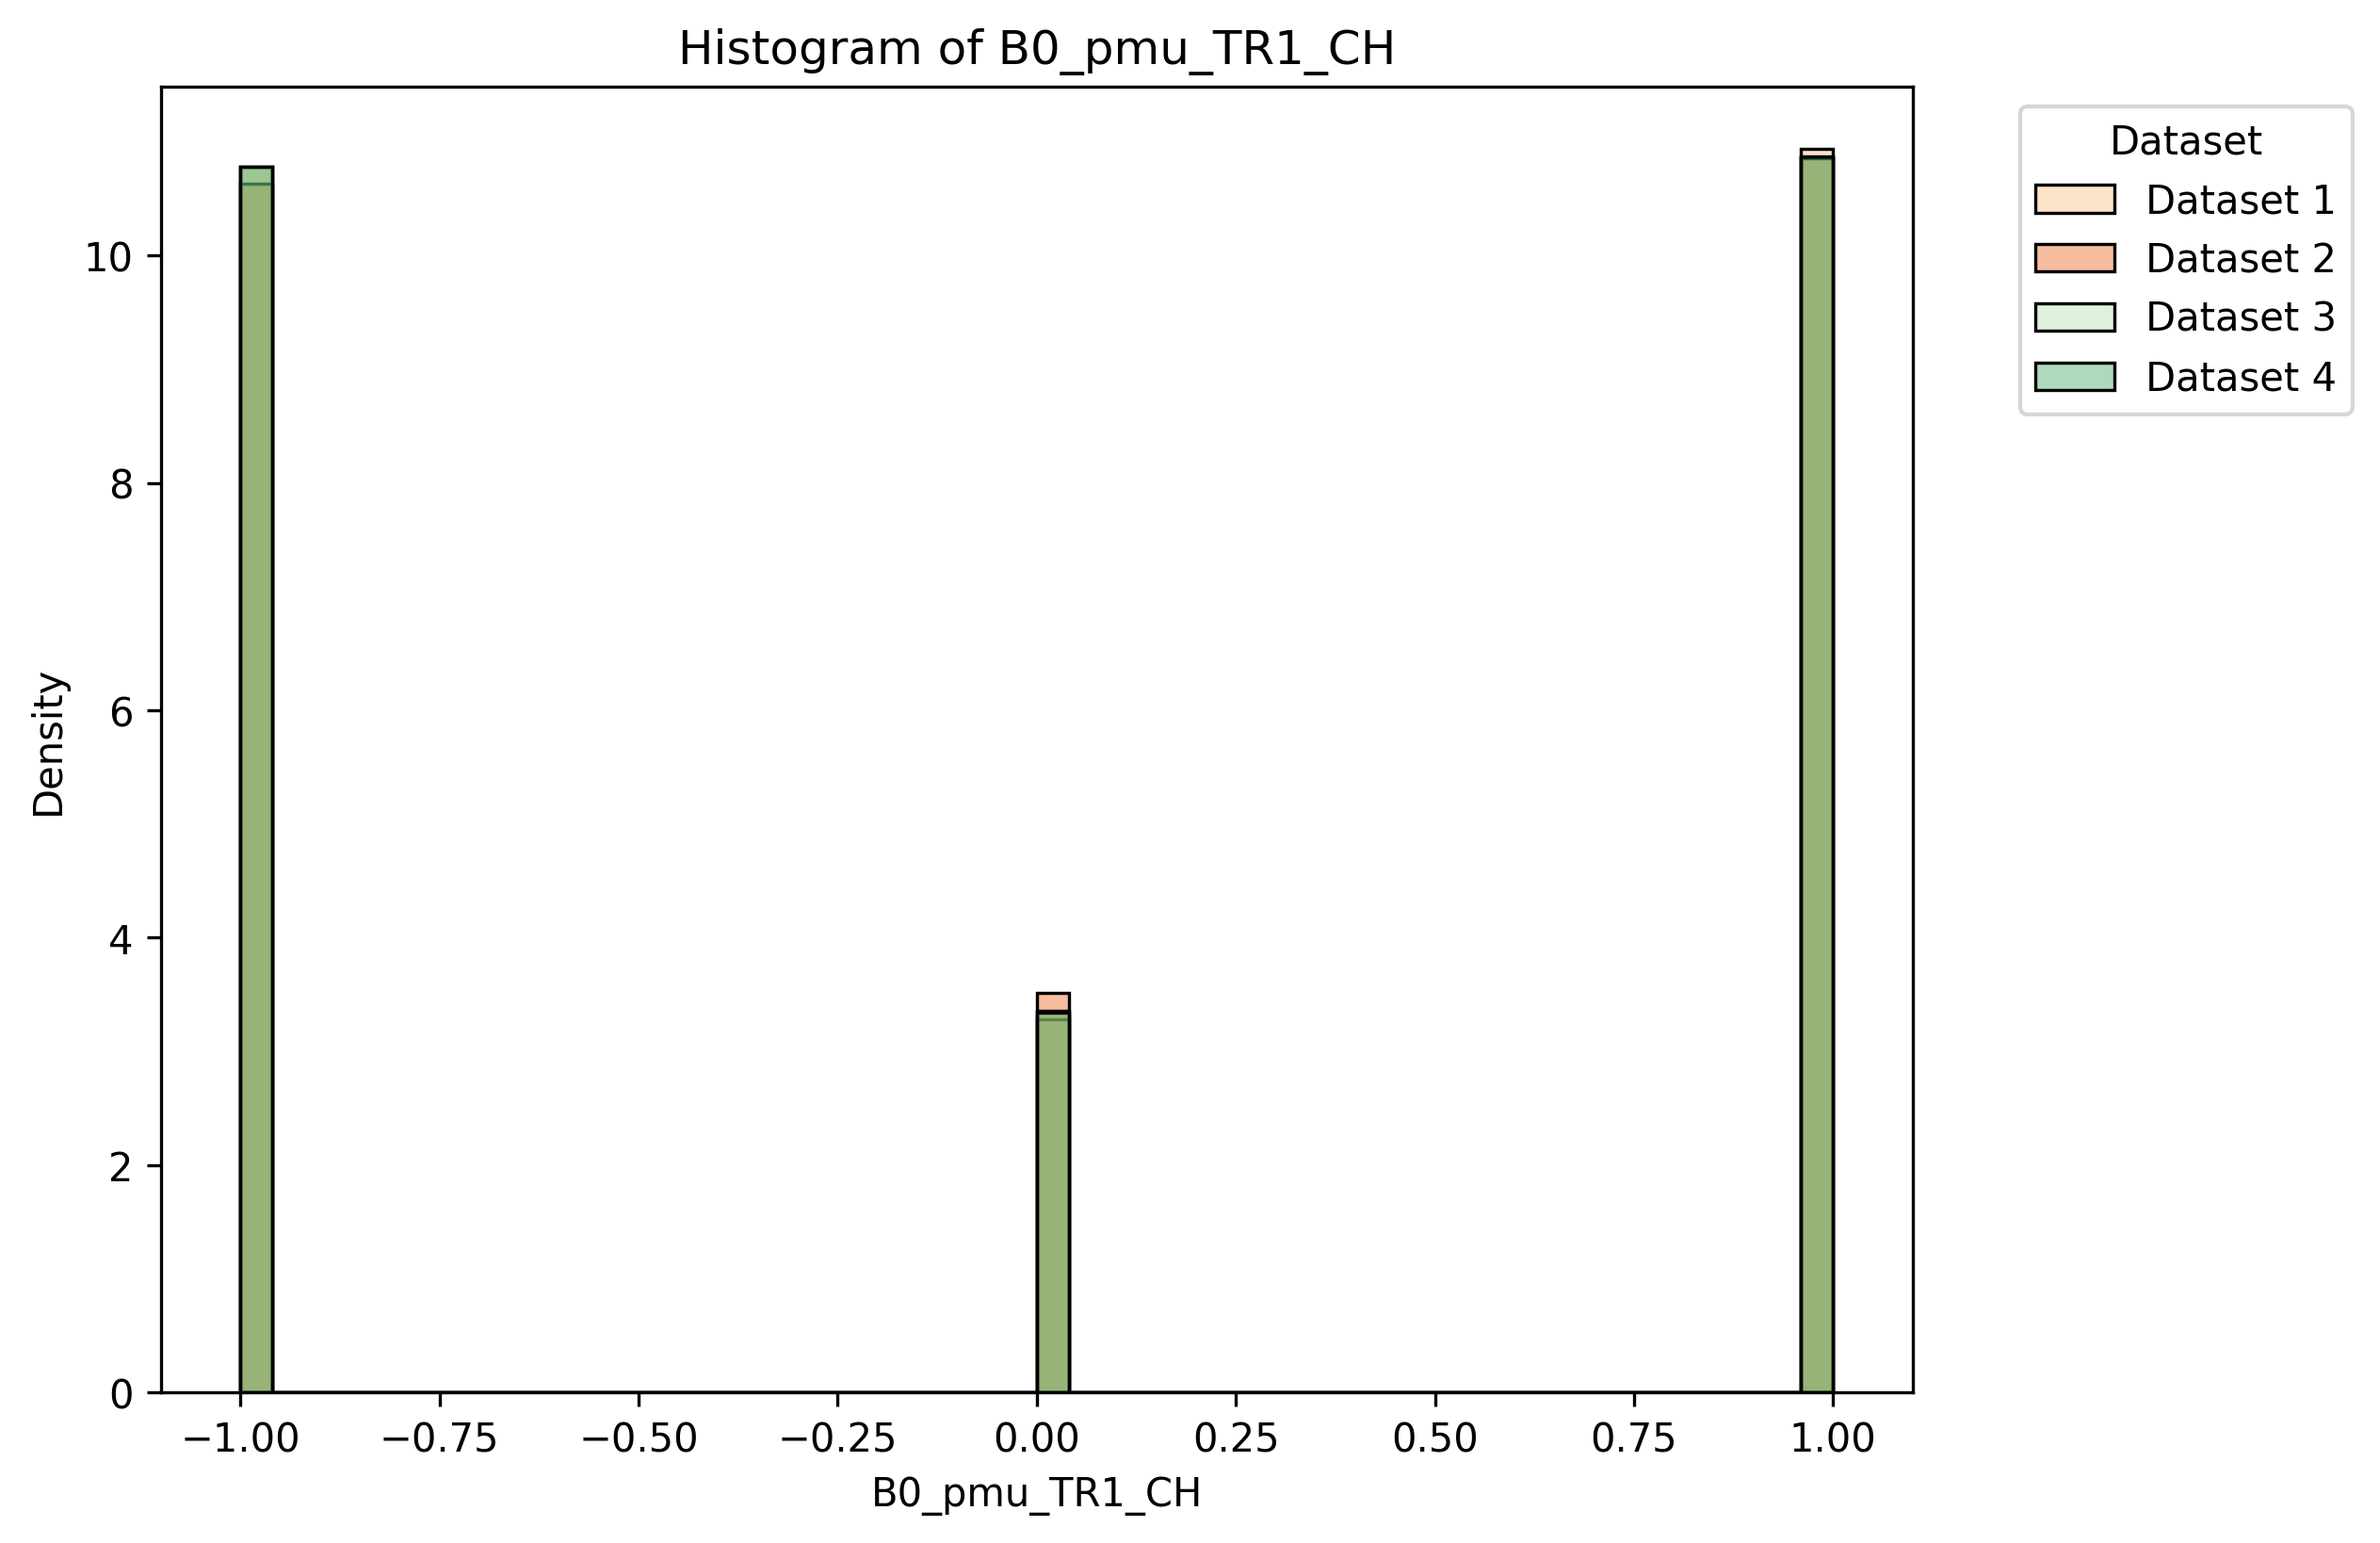 Histogram of B0_pmu_TR1_CH
Dataset
Dataset 1
Dataset 2
Dataset 3
Dataset 4
Density
10
8
6
4
2
0
−1.00 −0.75 −0.50 −0.25 0.00 0.25 0.50 0.75 1.00
B0_pmu_TR1_CH